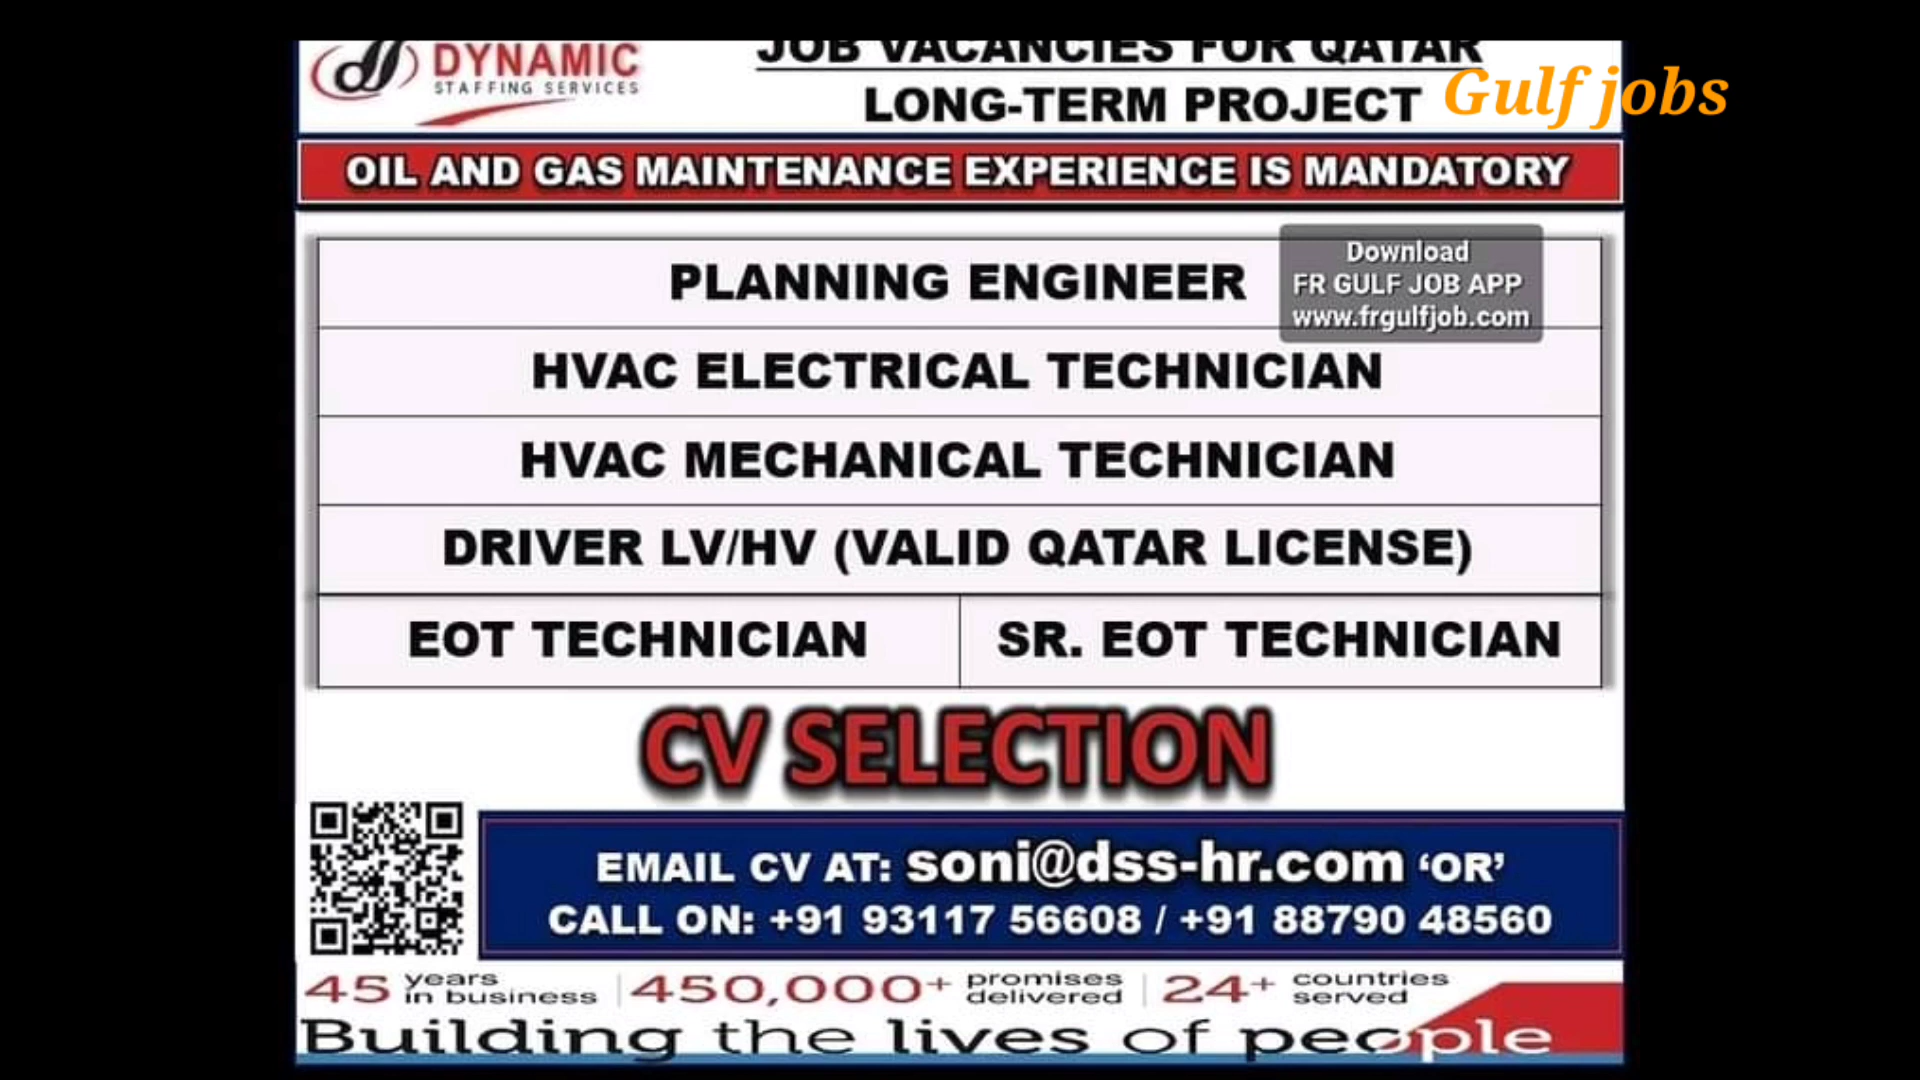 DYNAMIC
STAFFING SERVICES
JOB VACANCIES FOR QATAR
LONG-TERM PROJECT
Gulf jobs
OIL AND GAS MAINTENANCE EXPERIENCE IS MANDATORY
PLANNING ENGINEER
Download
FR GULF JOB APP
www.frgulfjob.com
HVAC ELECTRICAL TECHNICIAN
HVAC MECHANICAL TECHNICIAN
DRIVER LV/HV (VALID QATAR LICENSE)
EOT TECHNICIAN
SR. EOT TECHNICIAN
CV SELECTION
EMAIL CV AT: soni@dss-hr.com ‘OR’
CALL ON: +91 93117 56608 / +91 88790 48560
45 years in business
450,000+ promises delivered
24+ countries served
Building the lives of people